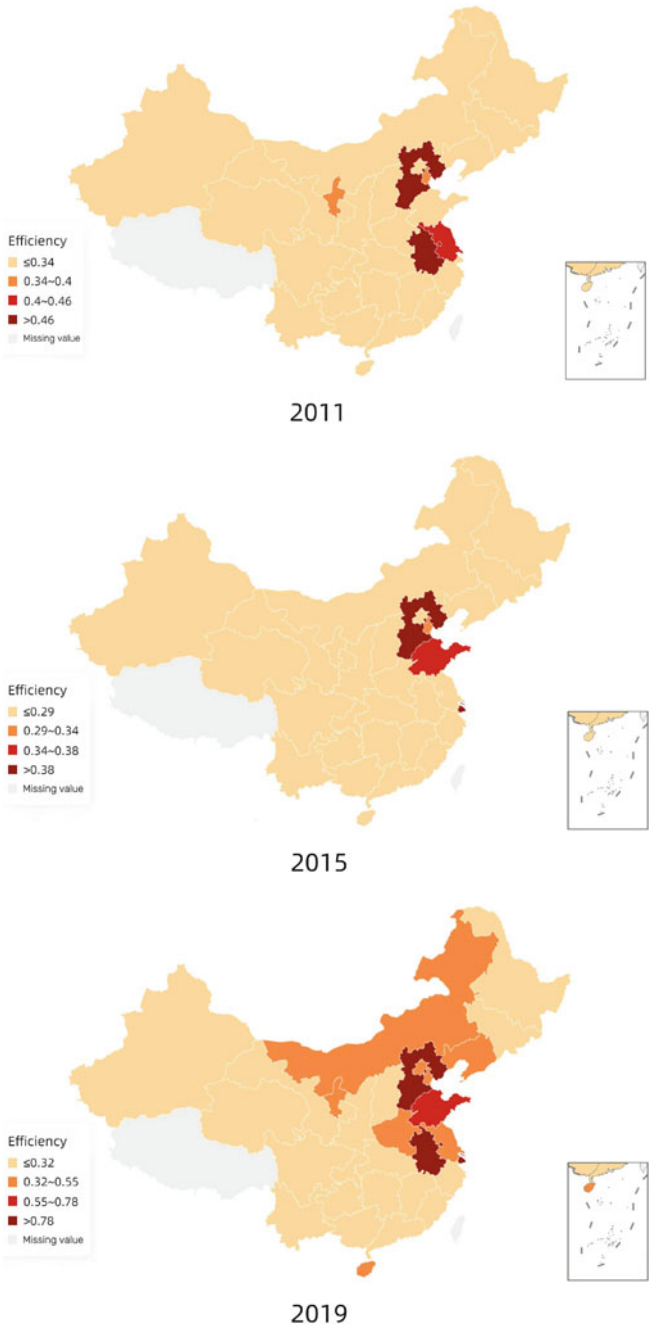 Efficiency
≤0.34
0.34~0.4
0.4~0.46
>0.46
Missing value
2011
Efficiency
≤0.29
0.29~0.34
0.34~0.38
>0.38
Missing value
2015
Efficiency
≤0.32
0.32~0.55
0.55~0.78
>0.78
Missing value
2019